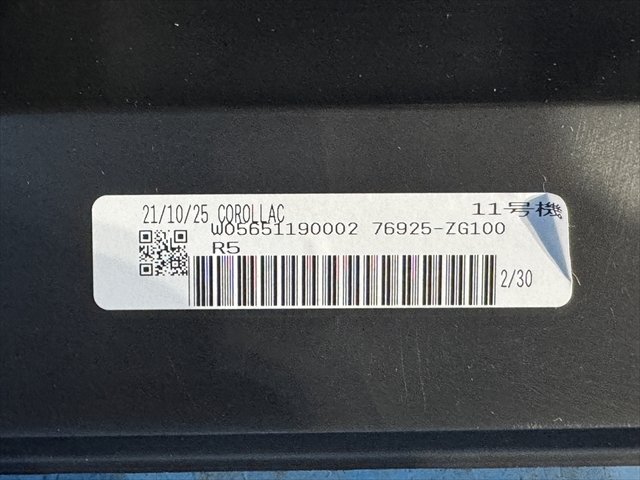 21/10/25 COROLLAC 11号機
W05651190002 76925-ZG100
R5
2/30